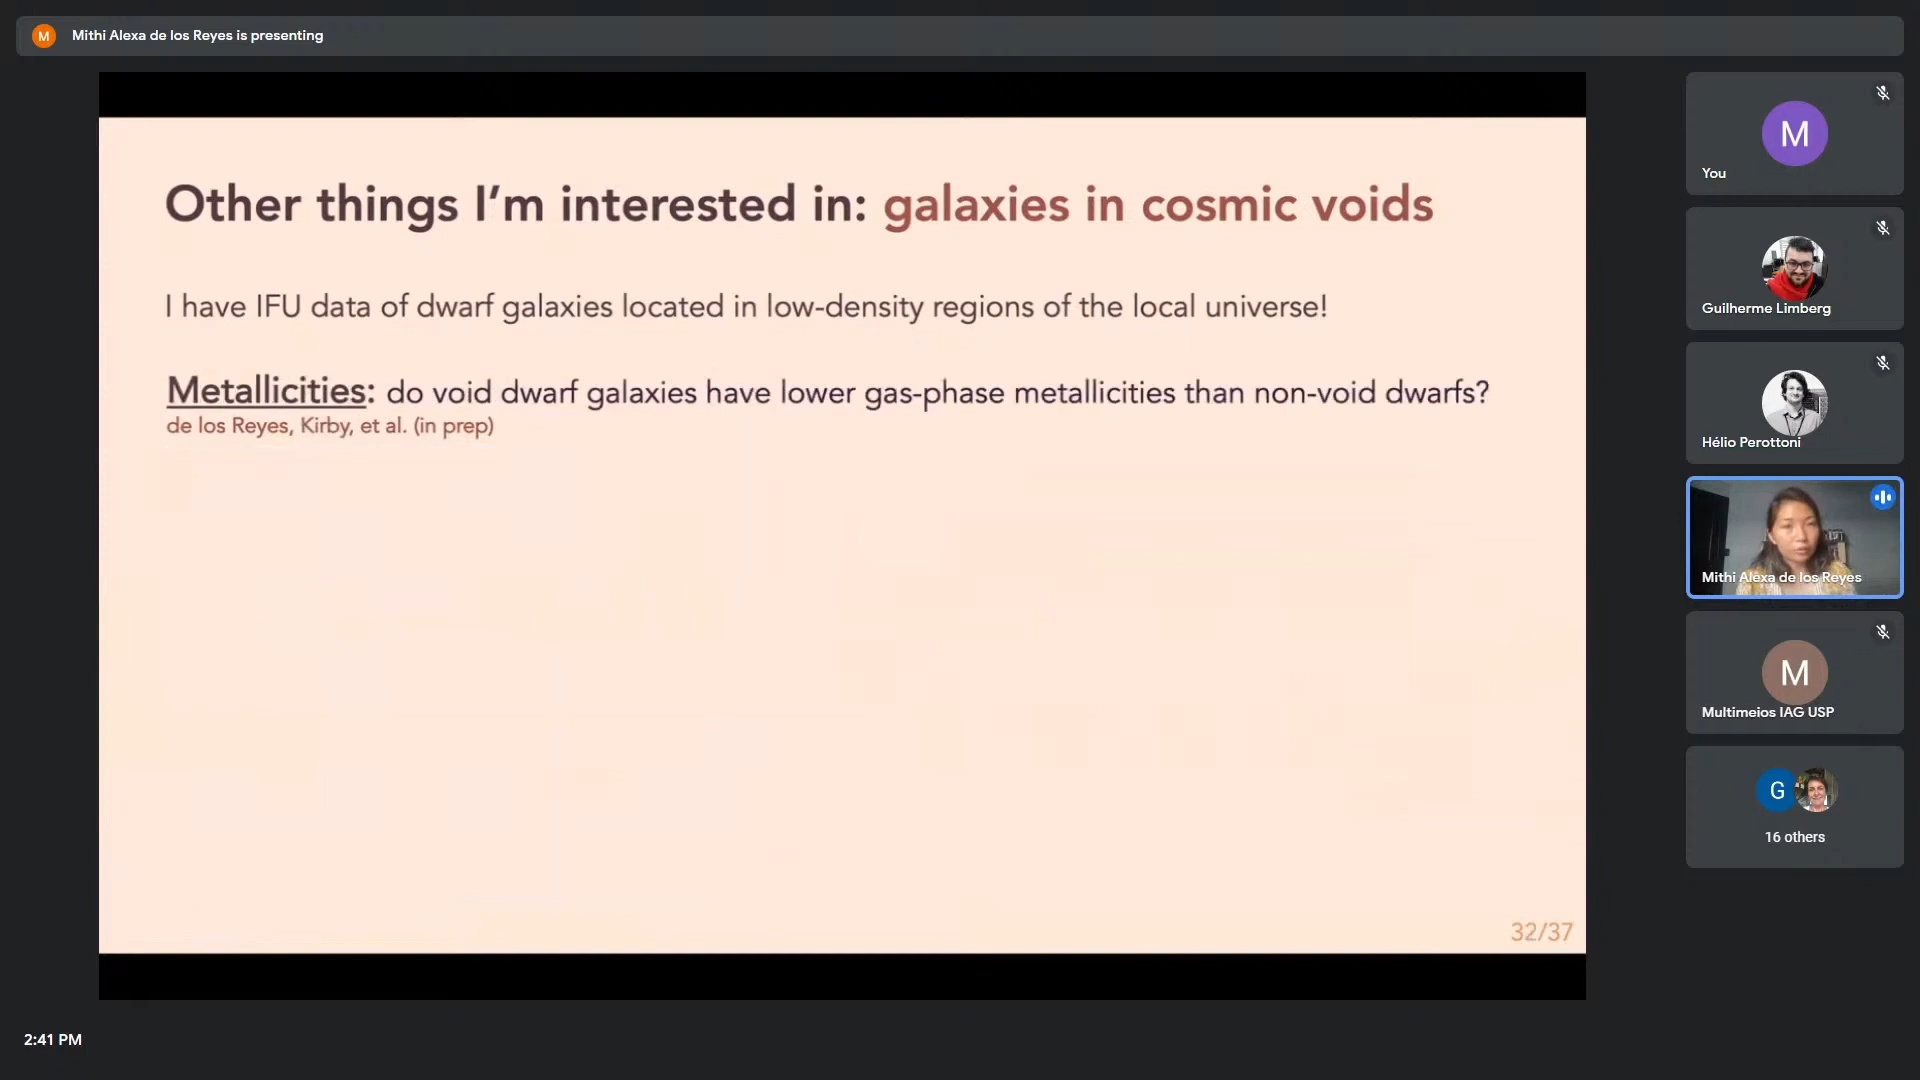 M
Mithi Alexa de los Reyes is presenting
Other things I'm interested in: galaxies in cosmic voids
I have IFU data of dwarf galaxies located in low-density regions of the local universe!
Metallicities: do void dwarf galaxies have lower gas-phase metallicities than non-void dwarfs?
de los Reyes, Kirby, et al. (in prep)
32/37
M
You
Guilherme Limberg
Hélio Perottoni
Mithi Alexa de los Reyes
M
Multimeios IAG USP
G
16 others
2:41 PM